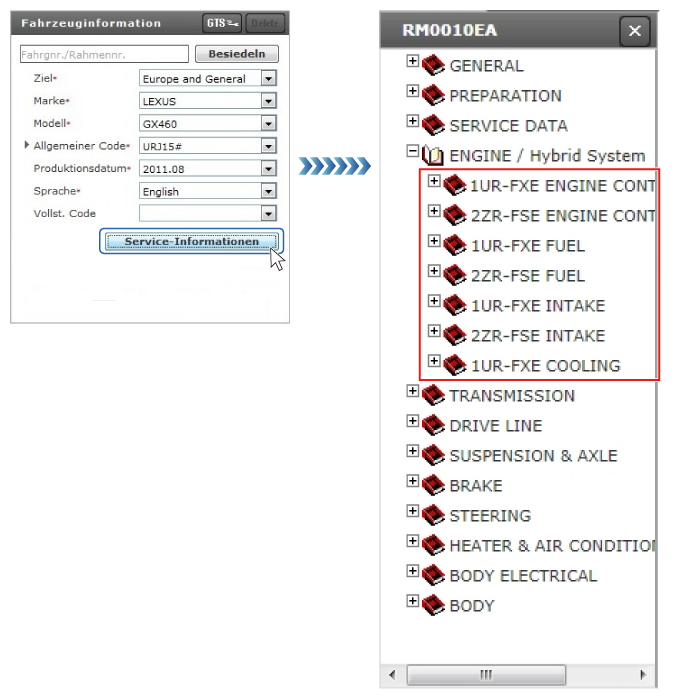 Fahrzeuginformation GTS Delete
Fahrgnr./Rahmennr. Besiedeln
Ziel* Europe and General
Marke* LEXUS
Modell* GX460
Allgemeiner Code* URJ15#
Produktionsdatum* 2011.08
Sprache* English
Vollst. Code
Service-Informationen
RM0010EA
GENERAL
PREPARATION
SERVICE DATA
ENGINE / Hybrid System
1UR-FXE ENGINE CONT
2ZR-FSE ENGINE CONT
1UR-FXE FUEL
2ZR-FSE FUEL
1UR-FXE INTAKE
2ZR-FSE INTAKE
1UR-FXE COOLING
TRANSMISSION
DRIVE LINE
SUSPENSION & AXLE
BRAKE
STEERING
HEATER & AIR CONDITIO
BODY ELECTRICAL
BODY